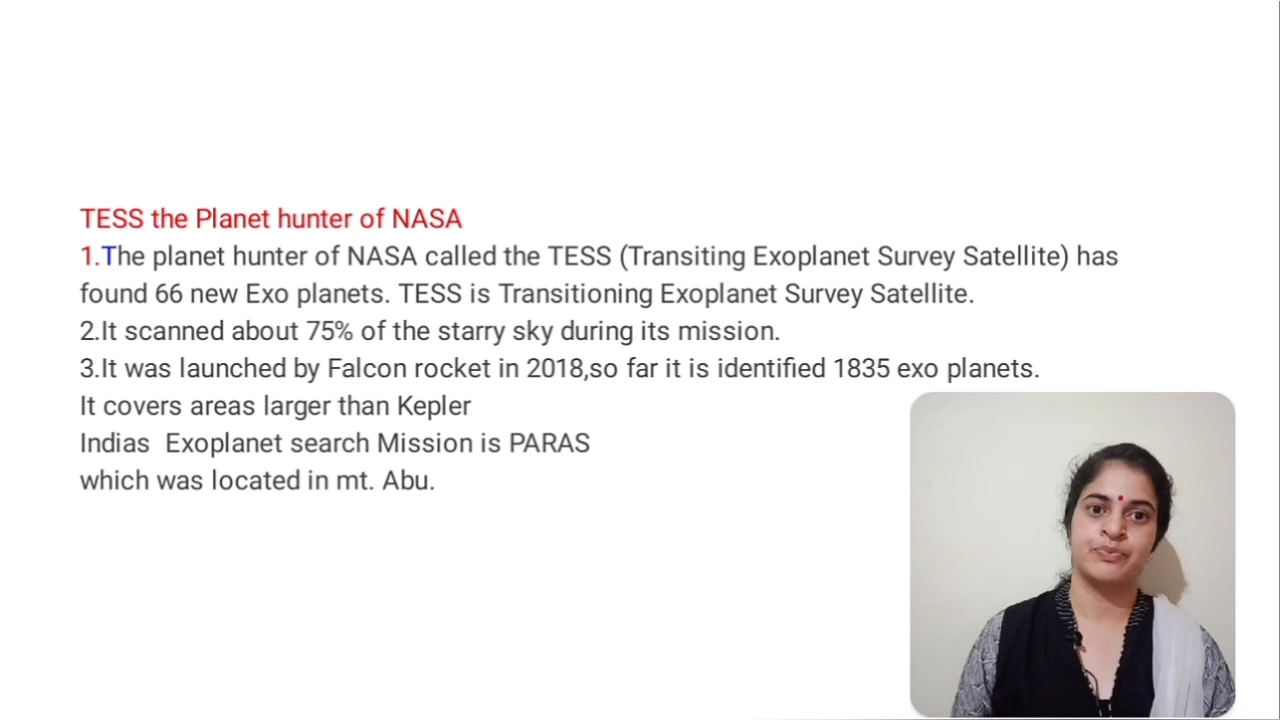 TESS the Planet hunter of NASA
1.The planet hunter of NASA called the TESS (Transiting Exoplanet Survey Satellite) has
found 66 new Exo planets. TESS is Transitioning Exoplanet Survey Satellite.
2.It scanned about 75% of the starry sky during its mission.
3.It was launched by Falcon rocket in 2018,so far it is identified 1835 exo planets.
It covers areas larger than Kepler
Indias  Exoplanet search Mission is PARAS
which was located in mt. Abu.